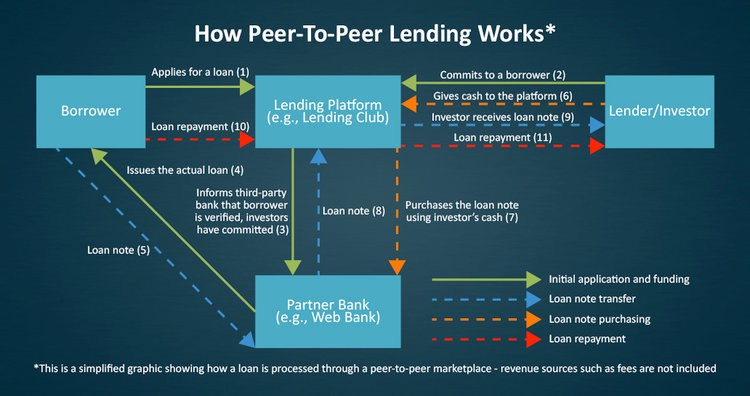 How Peer-To-Peer Lending Works*
Applies for a loan (1)
Commits to a borrower (2)
Borrower
Lending Platform
(e.g., Lending Club)
Gives cash to the platform (6)
Lender/Investor
Investor receives loan note (9)
Loan repayment (10)
Loan repayment (11)
Issues the actual loan (4)
Informs third-party
bank that borrower
is verified, investors
have committed (3)
Loan note (8)
Purchases the loan note
using investor's cash (7)
Loan note (5)
Partner Bank
(e.g., Web Bank)
Initial application and funding
Loan note transfer
Loan note purchasing
Loan repayment
*This is a simplified graphic showing how a loan is processed through a peer-to-peer marketplace - revenue sources such as fees are not included